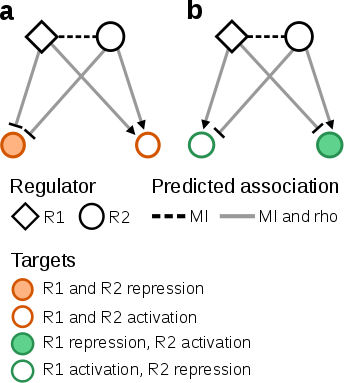 a b
Regulator Predicted association
R1 R2 MI MI and rho
Targets
R1 and R2 repression
R1 and R2 activation
R1 repression, R2 activation
R1 activation, R2 repression